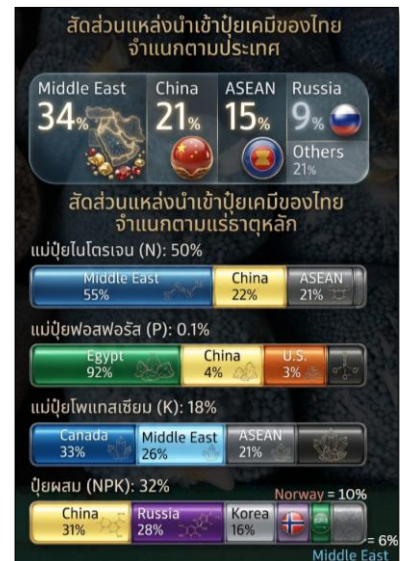 สัดส่วนแหล่งนำเข้าปุ๋ยเคมีของไทย
จำแนกตามประเทศ
Middle East
34%
China
21%
ASEAN
15%
Russia
9%
Others
21%
สัดส่วนแหล่งนำเข้าปุ๋ยเคมีของไทย
จำแนกตามแร่ธาตุหลัก
แม่ปุ๋ยไนโตรเจน (N): 50%
Middle East
55%
China
22%
ASEAN
21%
แม่ปุ๋ยฟอสฟอรัส (P): 0.1%
Egypt
92%
China
4%
U.S.
3%
แม่ปุ๋ยโพแทสเซียม (K): 18%
Canada
33%
Middle East
26%
ASEAN
21%
ปุ๋ยผสม (NPK): 32%
Norway = 10%
China
31%
Russia
28%
Korea
16%
= 6%
Middle East